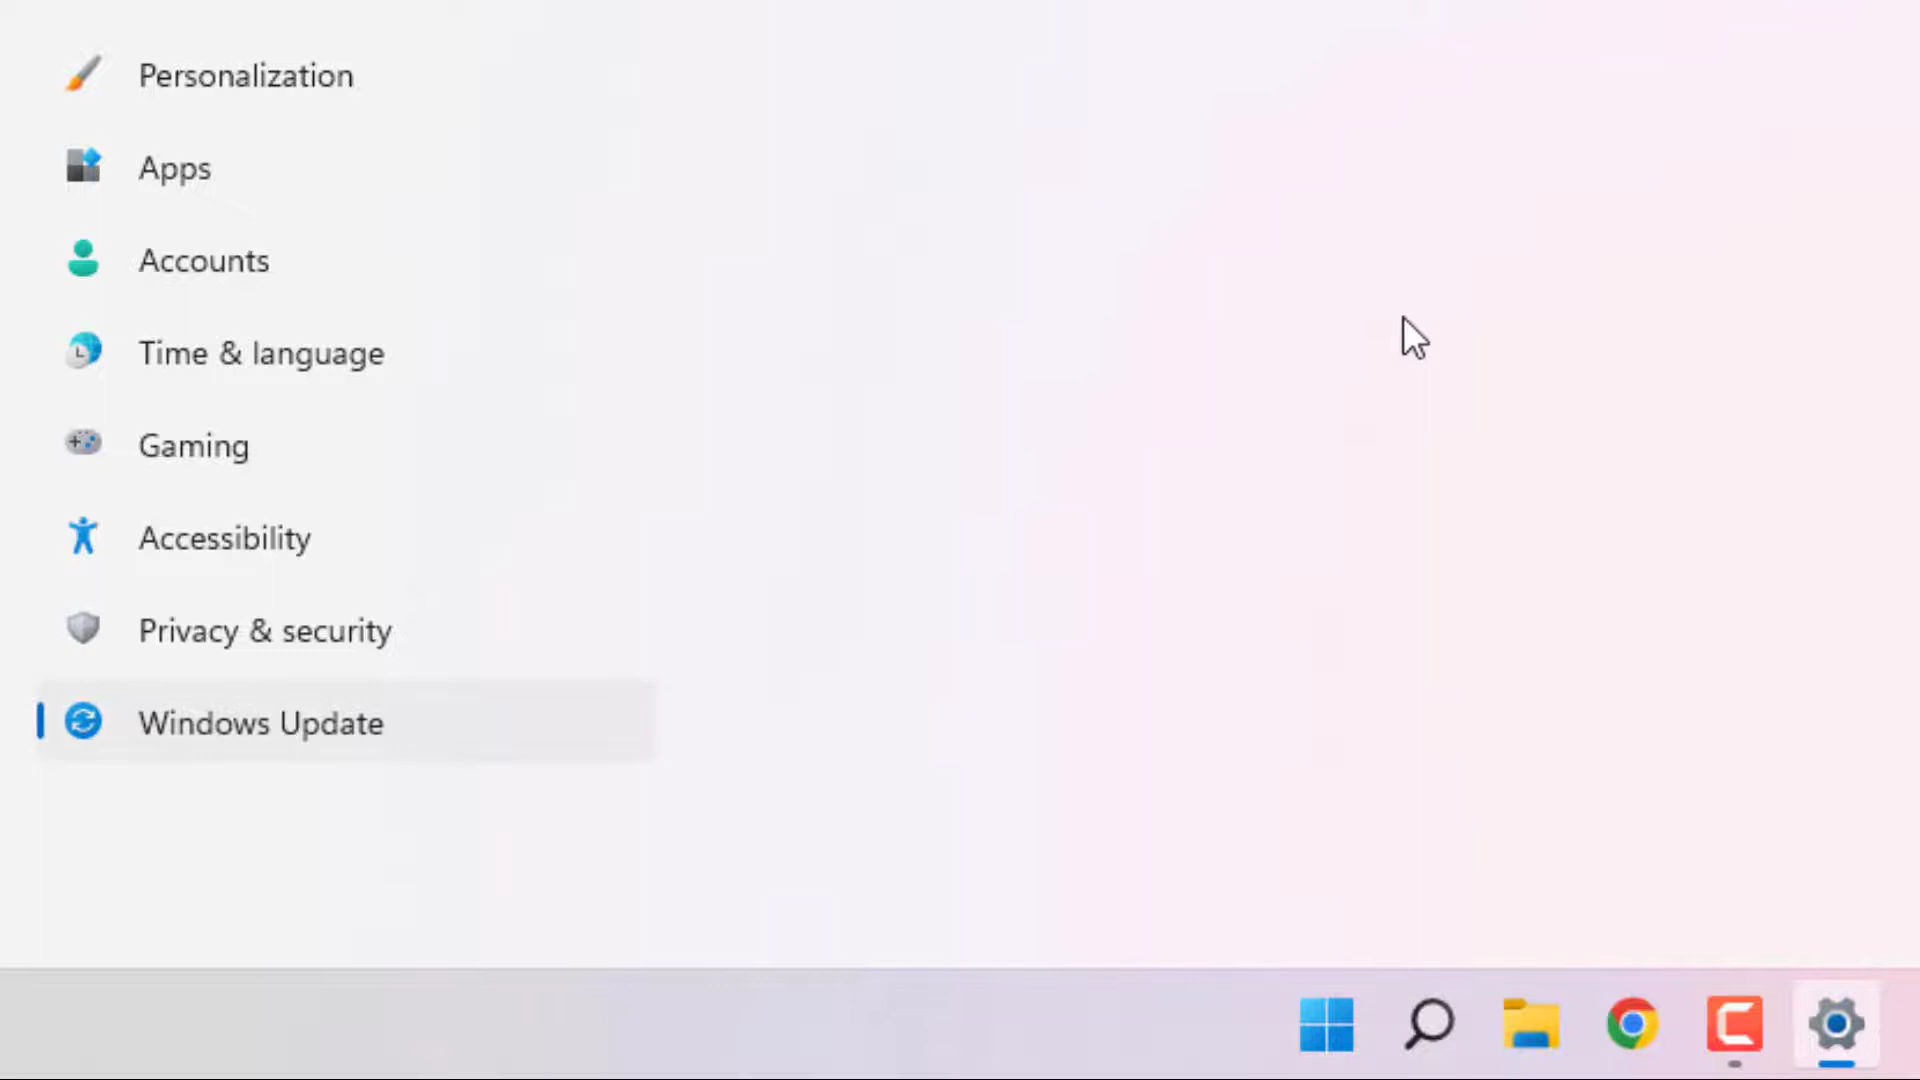 Personalization
Apps
Accounts
Time & language
Gaming
Accessibility
Privacy & security
Windows Update